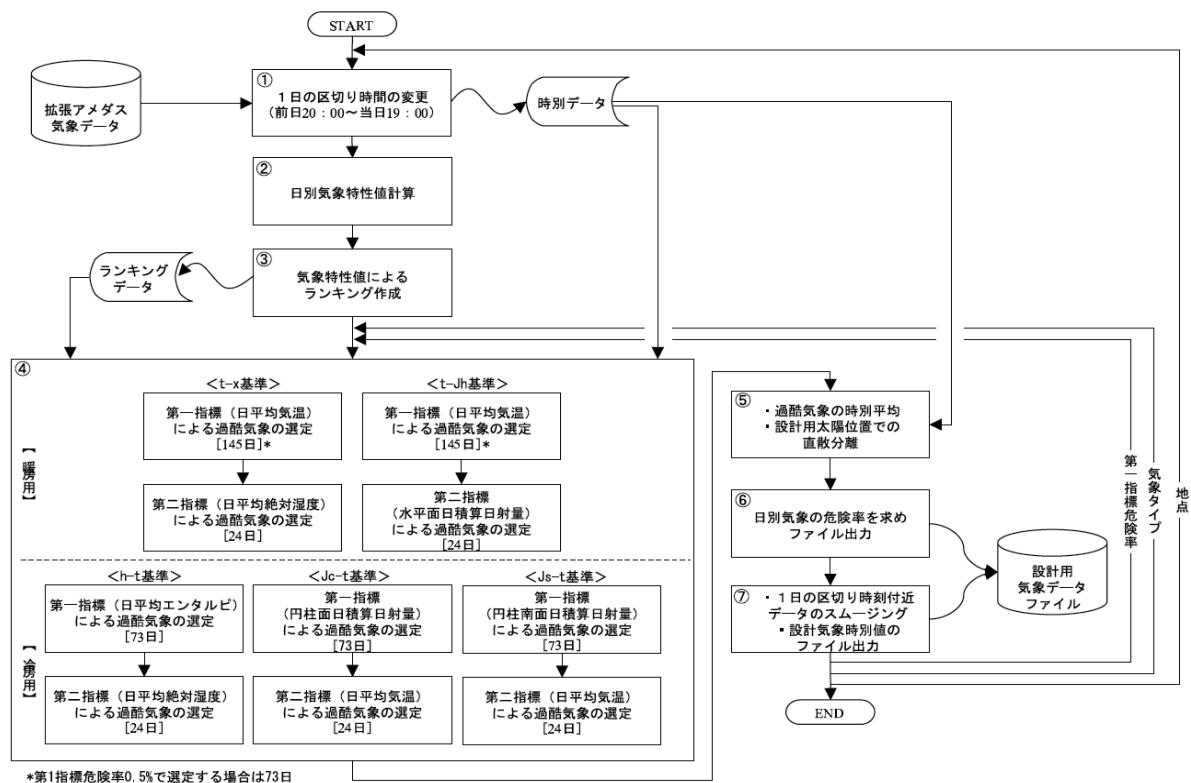 START
拡張アメダス
気象データ
①
1日の区切り時間の変更
(前日20：00～当日19：00)
時別データ
②
日別気象特性値計算
③
気象特性値による
ランキング作成
ランキング
データ
④
【暖房用】
＜t-x基準＞
第一指標（日平均気温）
による過酷気象の選定
[145日]*
第二指標（日平均絶対湿度）
による過酷気象の選定
[24日]
＜t-Jh基準＞
第一指標（日平均気温）
による過酷気象の選定
[145日]*
第二指標
（水平面日積算日射量）
による過酷気象の選定
[24日]
【冷房用】
＜h-t基準＞
第一指標（日平均エンタルピ）
による過酷気象の選定
[73日]
第二指標（日平均絶対湿度）
による過酷気象の選定
[24日]
＜Jc-t基準＞
第一指標
（円柱面日積算日射量）
による過酷気象の選定
[73日]
第二指標（日平均気温）
による過酷気象の選定
[24日]
＜Js-t基準＞
第一指標
（円柱南面日積算日射量）
による過酷気象の選定
[73日]
第二指標（日平均気温）
による過酷気象の選定
[24日]
*第1指標危険率0.5%で選定する場合は73日
⑤
・過酷気象の時別平均
・設計用太陽位置での
直散分離
⑥
日別気象の危険率を求め
ファイル出力
⑦
・1日の区切り時刻付近
データのスムージング
・設計気象時別値の
ファイル出力
設計用
気象データ
ファイル
第一指標危険率
気象タイプ
地点
END